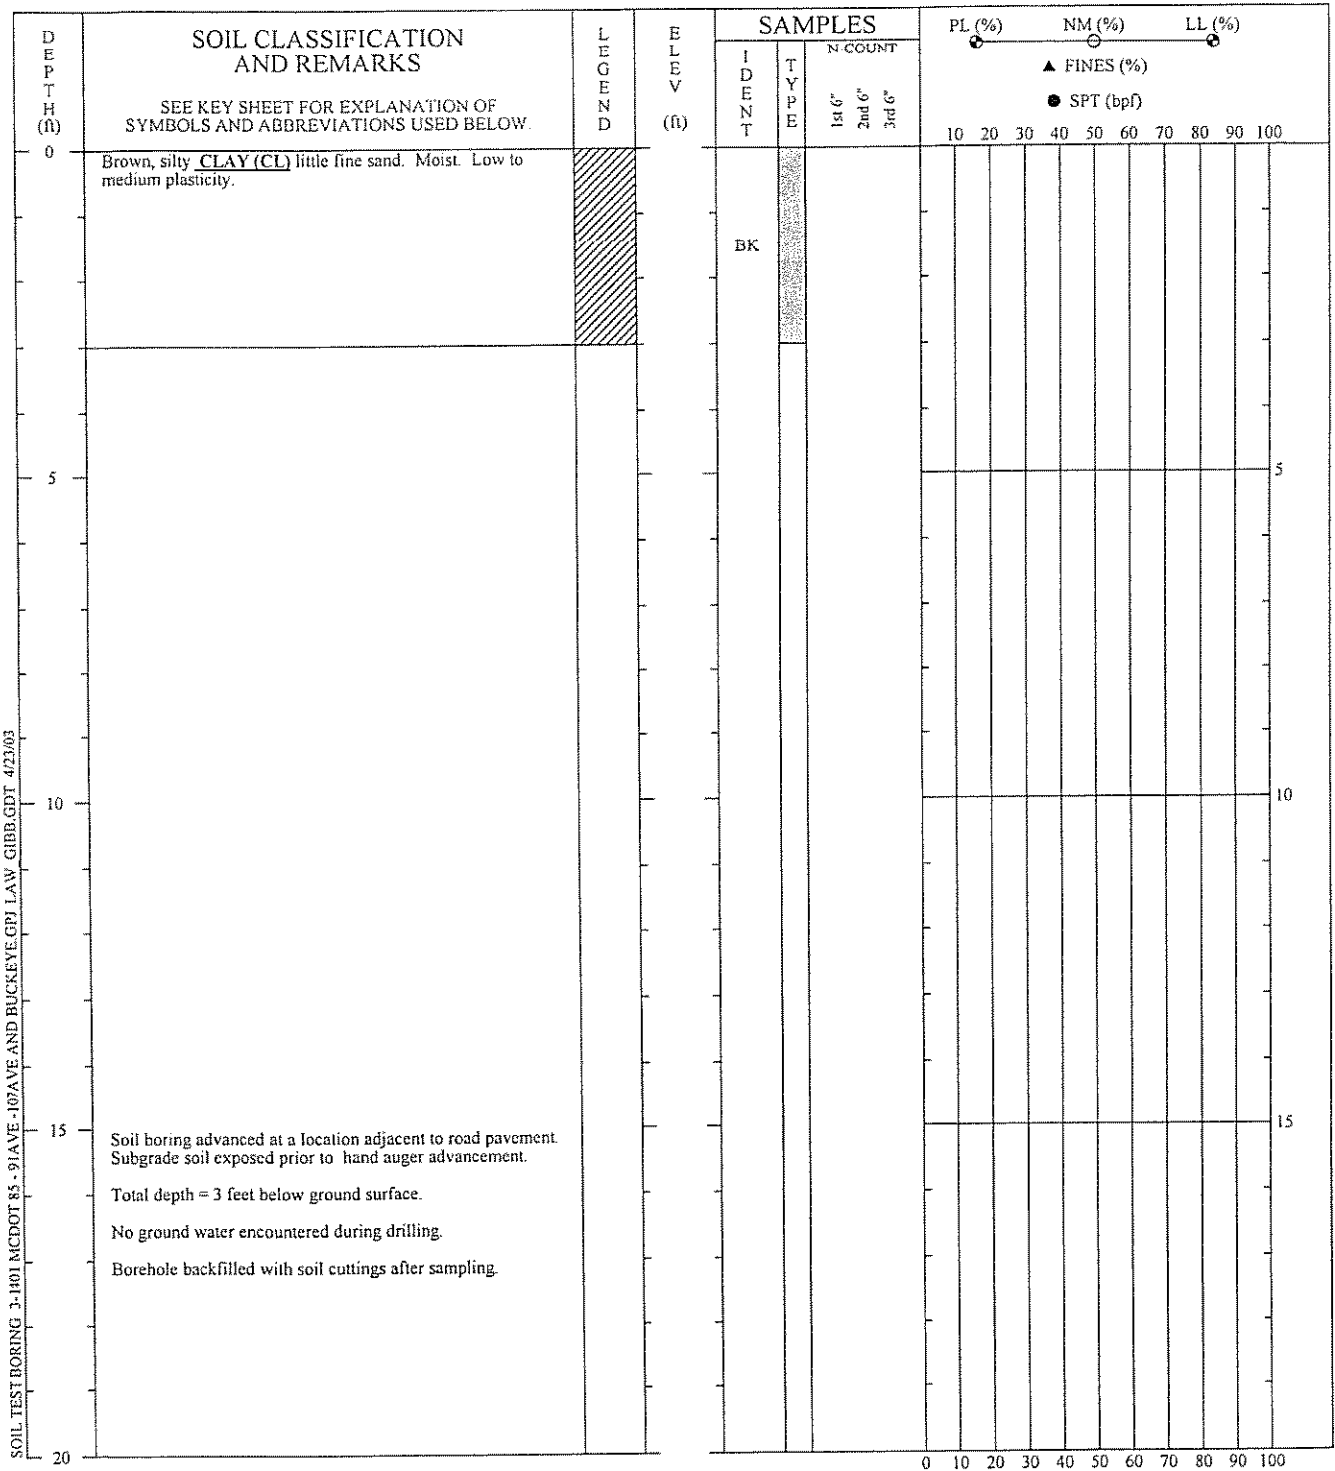 DEPTH (ft)
SOIL CLASSIFICATION
AND REMARKS
SEE KEY SHEET FOR EXPLANATION OF
SYMBOLS AND ABBREVIATIONS USED BELOW.
LEGEND
ELEV (ft)
SAMPLES
IDENT
TYPE
N-COUNT
1st 6"
2nd 6"
3rd 6"
PL (%) NM (%) LL (%)
▲ FINES (%)
● SPT (bpf)
10 20 30 40 50 60 70 80 90 100
0
Brown, silty CLAY (CL) little fine sand. Moist. Low to
medium plasticity.
BK
5 5
10 10
15 15
Soil boring advanced at a location adjacent to road pavement.
Subgrade soil exposed prior to hand auger advancement.
Total depth = 3 feet below ground surface.
No ground water encountered during drilling.
Borehole backfilled with soil cuttings after sampling.
20
0 10 20 30 40 50 60 70 80 90 100
SOIL TEST BORING 3-1401 MCDOT 85 - 91AVE -107AVE AND BUCKEYE.GPJ LAW GIBB.GDT 4/23/03